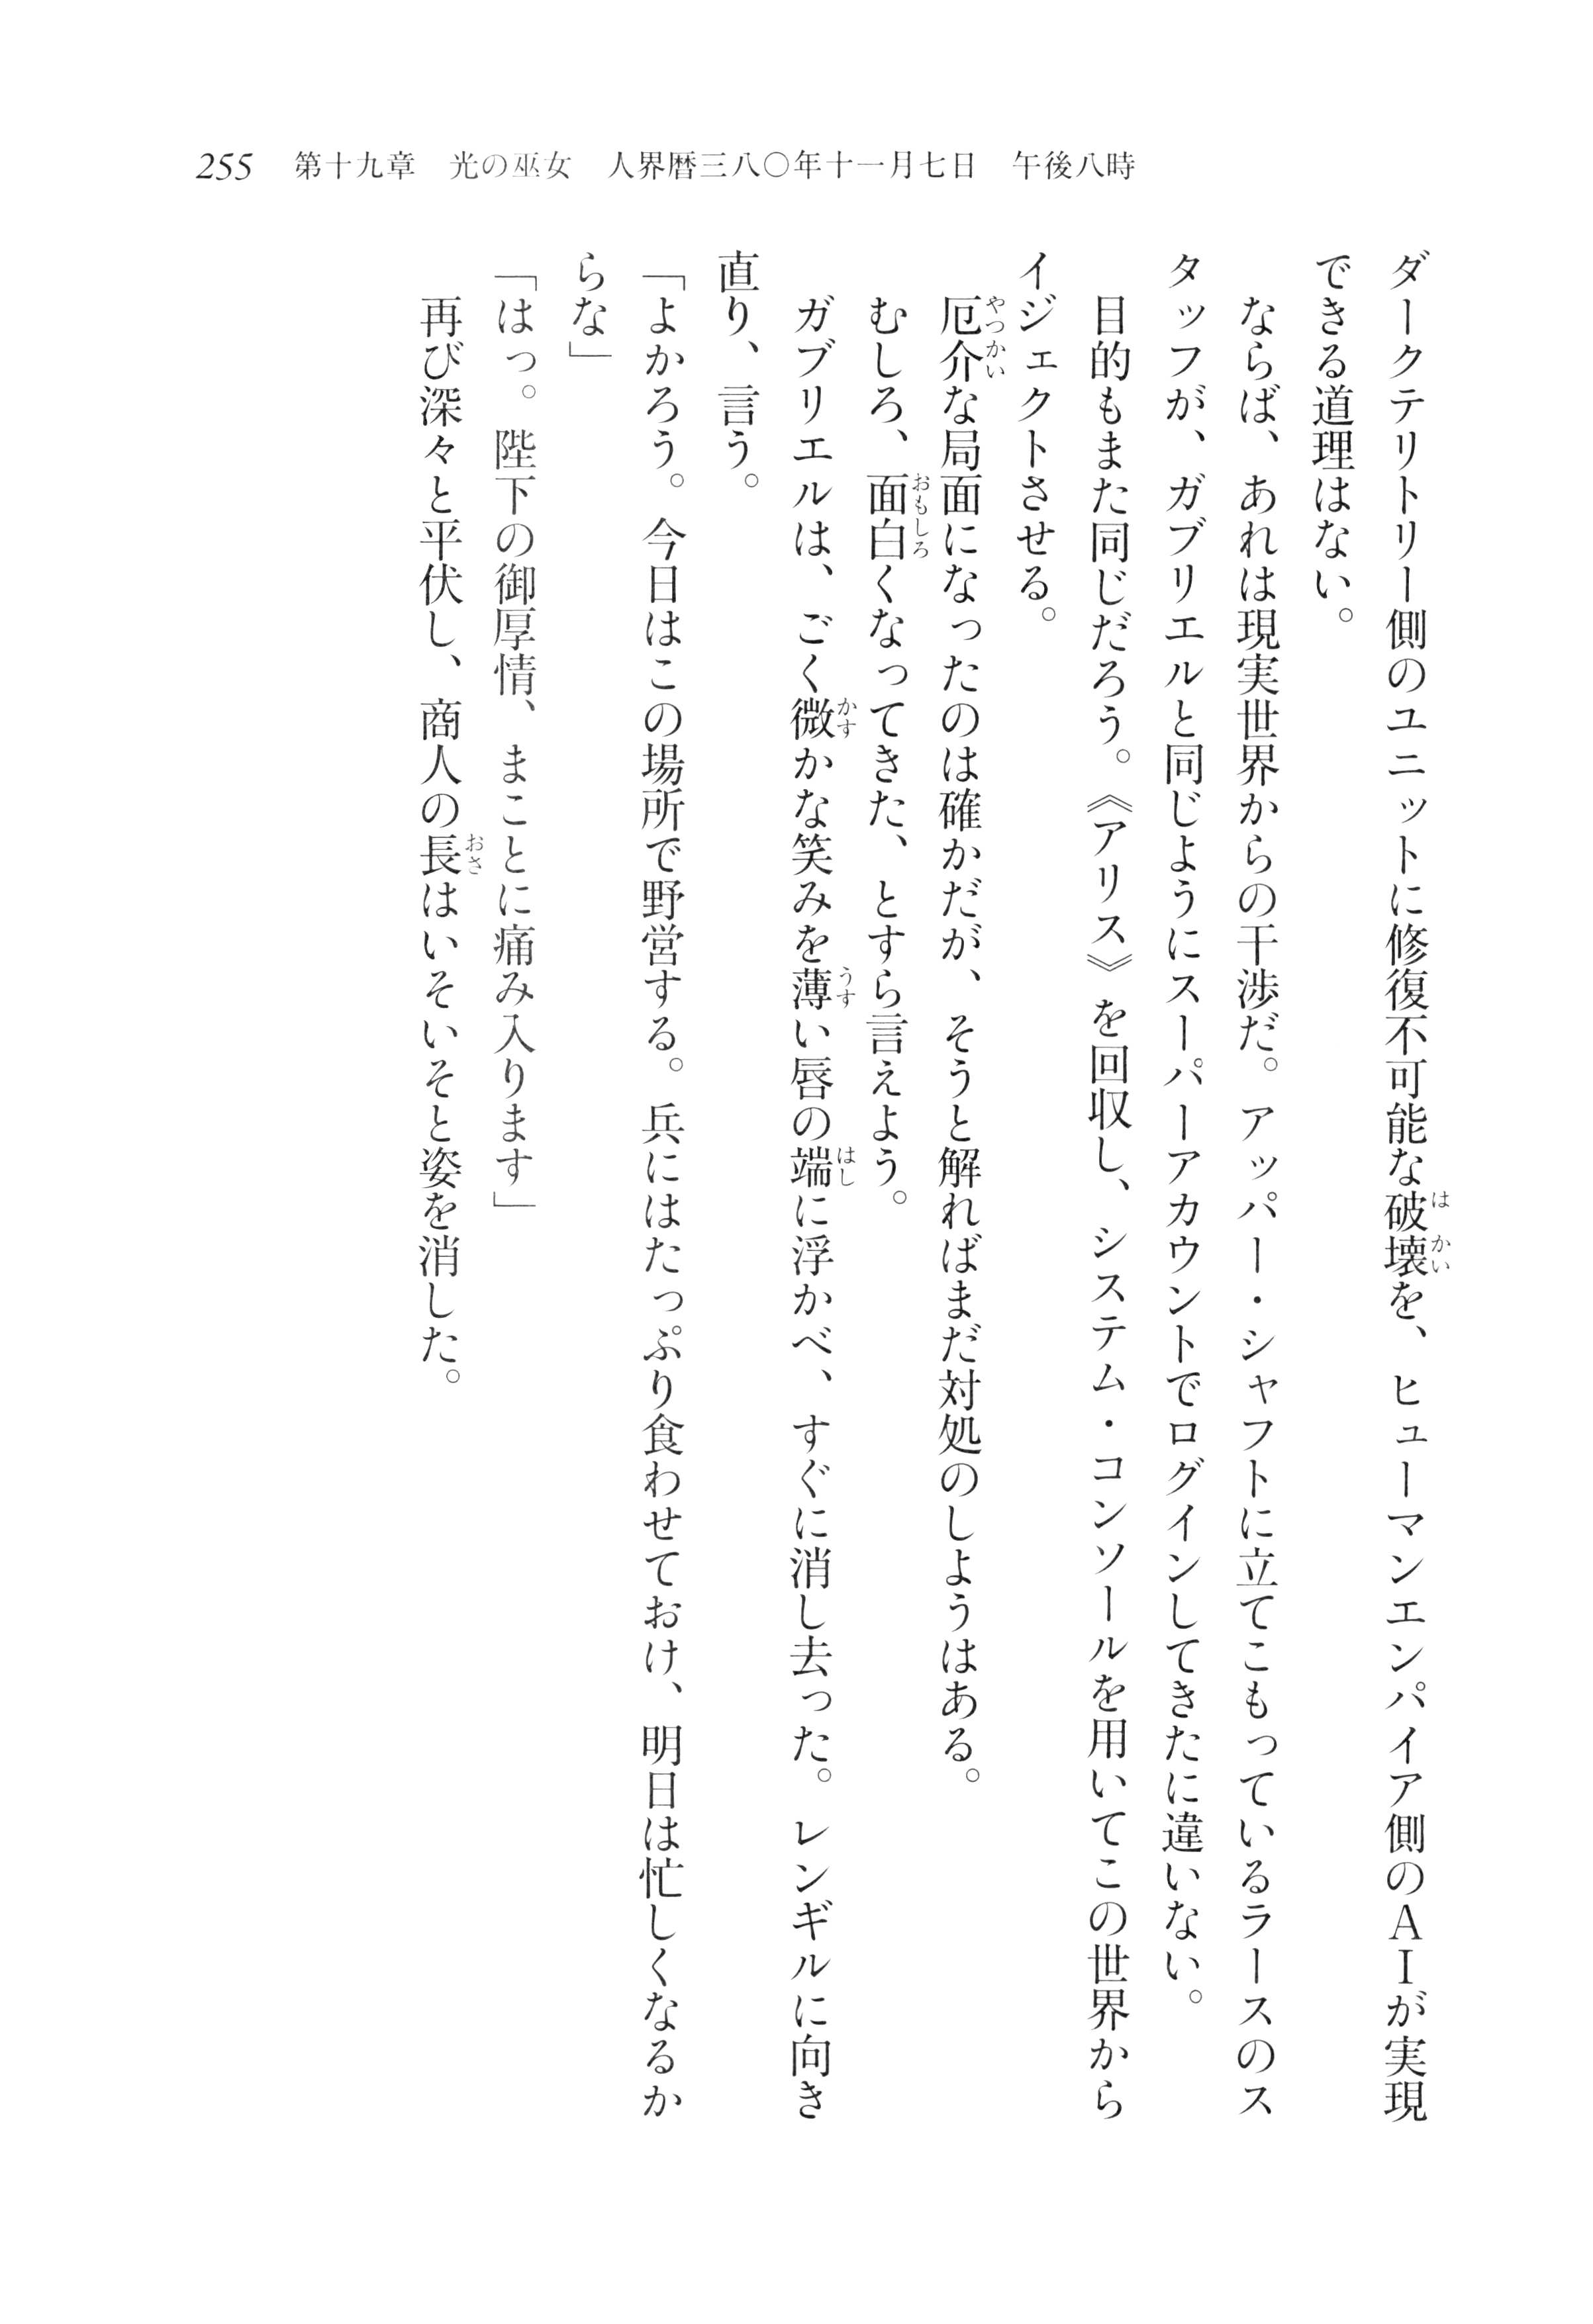 255　第十九章　光の巫女　人界暦三八〇年十一月七日　午後八時
ダークテリトリー側のユニットに修復不可能な破壊を、ヒューマンエンパイア側のＡＩが実現
できる道理はない。
　ならば、あれは現実世界からの干渉だ。アッパー・シャフトに立てこもっているラースのス
タッフが、ガブリエルと同じようにスーパーアカウントでログインしてきたに違いない。
　目的もまた同じだろう。《アリス》を回収し、システム・コンソールを用いてこの世界から
イジェクトさせる。
　厄介な局面になったのは確かだが、そうと解ればまだ対処のしようはある。
　むしろ、面白くなってきた、とすら言えよう。
　ガブリエルは、ごく微かな笑みを薄い唇の端に浮かべ、すぐに消し去った。レンギルに向き
直り、言う。
「よかろう。今日はこの場所で野営する。兵にはたっぷり食わせておけ、明日は忙しくなるか
らな」
「はっ。陛下の御厚情、まことに痛み入ります」
　再び深々と平伏し、商人の長はいそいそと姿を消した。